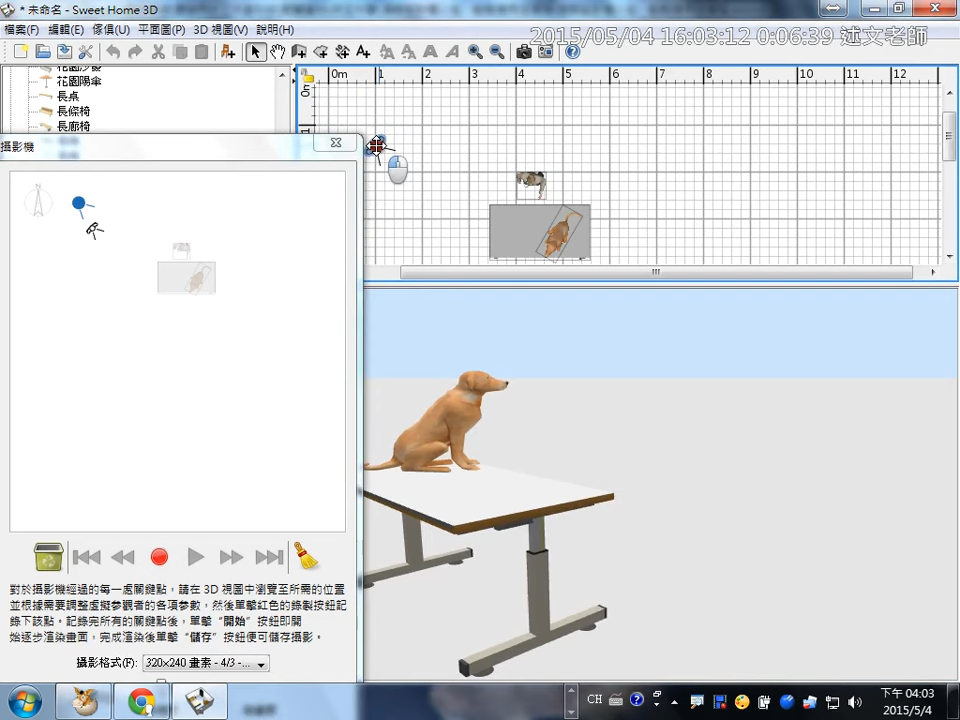 * 未命名 - Sweet Home 3D
檔案(F) 編輯(E) 傢俱(U) 平面圖(P) 3D 視圖(V) 說明(H)
2015/05/04 16:03:12 0:06:39 述文老師
花園陽傘
長桌
長條椅
長廊椅
0m 1 2 3 4 5 6 7 8 9 10 11 12
攝影機
對於攝影機經過的每一處關鍵點，請在 3D 視圖中瀏覽至所需的位置
並根據需要調整虛擬參觀者的各項參數，然後單擊紅色的錄製按鈕記
錄下該點。記錄完所有的關鍵點後，單擊 "開始" 按鈕即開
始逐步渲染畫面，完成渲染後單擊 "儲存" 按鈕便可儲存攝影。
攝影格式(F): 320x240 畫素 - 4/3 -...
CH
下午 04:03
2015/5/4